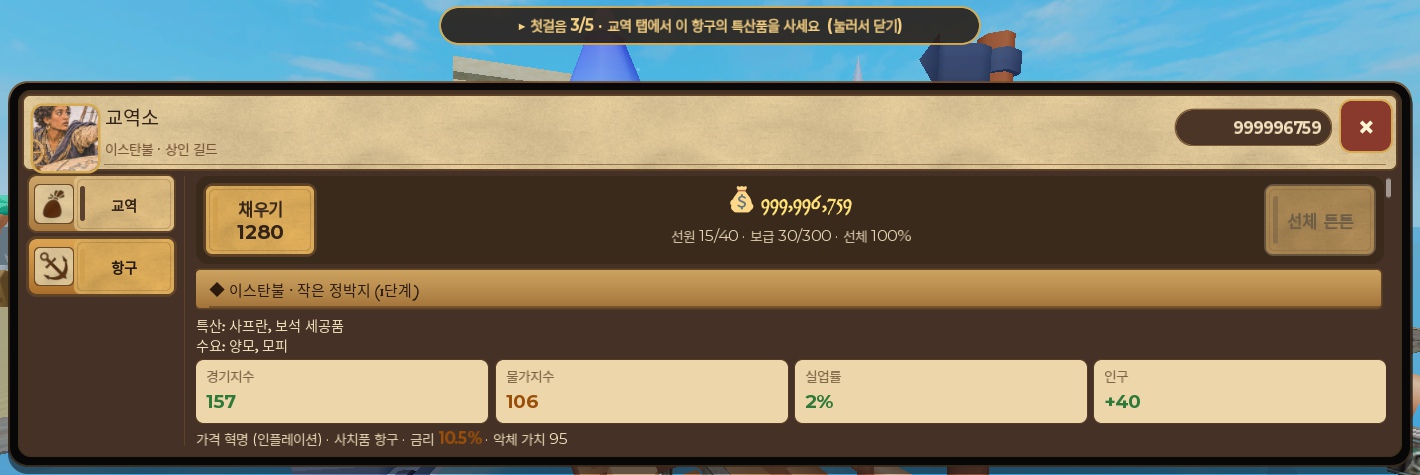 ▸ 첫걸음 3/5 · 교역 탭에서 이 항구의 특산품을 사세요 (눌러서 닫기)
교역소
이스탄불 · 상인 길드
999996759
×
교역
항구
채우기
1280
999,996,759
선원 15/40 · 보급 30/300 · 선체 100%
선체 튼튼
◆ 이스탄불 · 작은 정박지 (1단계)
특산: 사프란, 보석 세공품
수요: 양모, 모피
경기지수
157
물가지수
106
실업률
2%
인구
+40
가격 혁명 (인플레이션) · 사치품 항구 · 금리 10.5% · 악체 가치 95